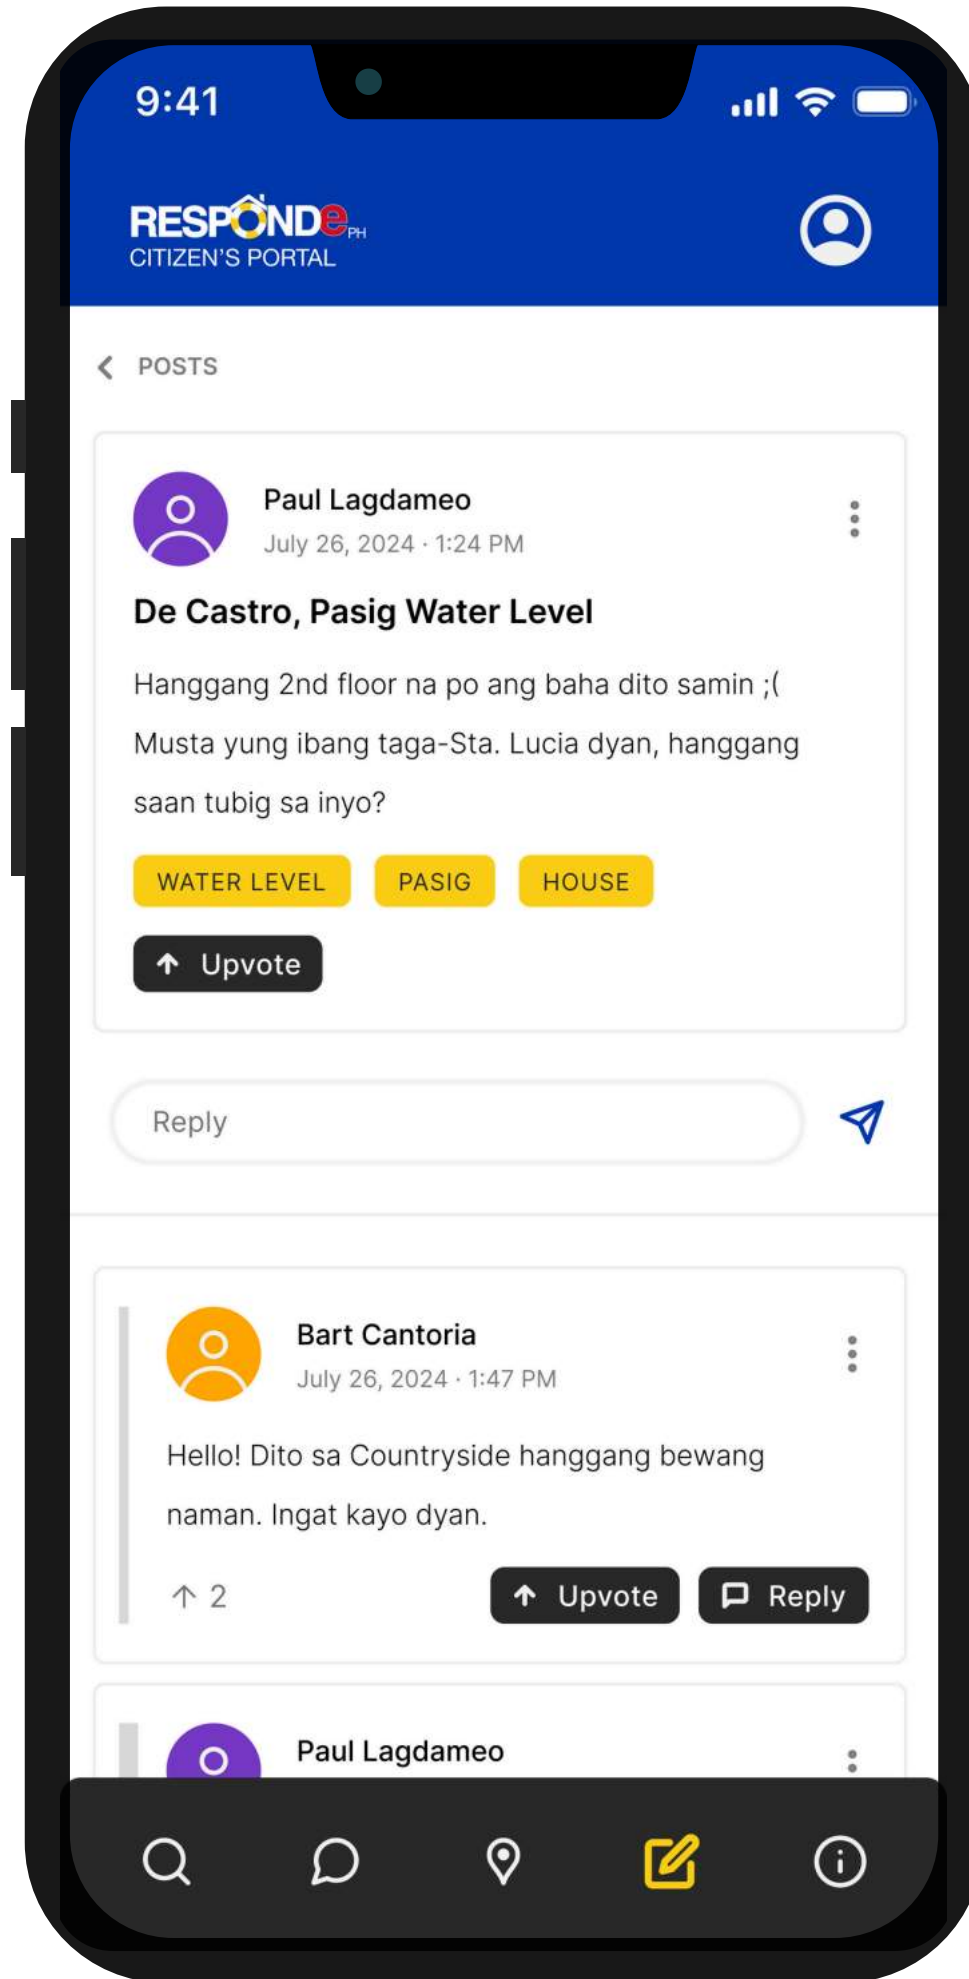 9:41
RESPONDe PH
CITIZEN'S PORTAL
POSTS
Paul Lagdameo
July 26, 2024 · 1:24 PM
De Castro, Pasig Water Level
Hanggang 2nd floor na po ang baha dito samin ;(
Musta yung ibang taga-Sta. Lucia dyan, hanggang
saan tubig sa inyo?
WATER LEVEL PASIG HOUSE
Upvote
Reply
Bart Cantoria
July 26, 2024 · 1:47 PM
Hello! Dito sa Countryside hanggang bewang
naman. Ingat kayo dyan.
2 Upvote Reply
Paul Lagdameo